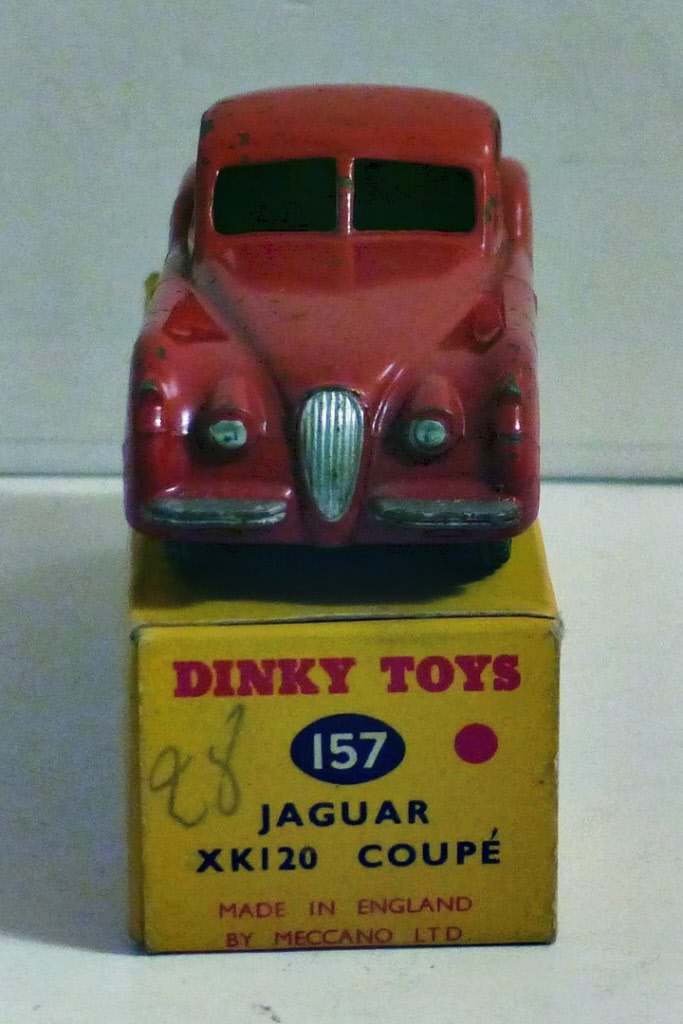 DINKY TOYS
157
JAGUAR
XK120 COUPÉ
MADE IN ENGLAND
BY MECCANO LTD